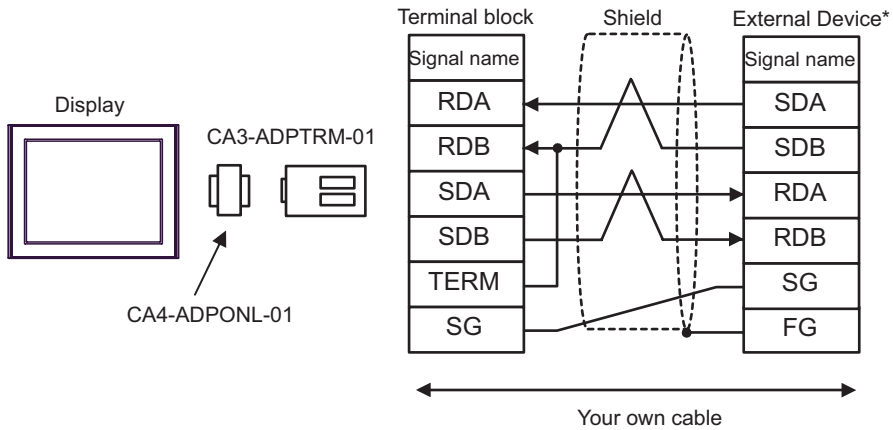 Terminal block Shield External Device*
Signal name Signal name
Display
RDA SDA
CA3-ADPTRM-01
RDB SDB
SDA RDA
SDB RDB
TERM SG
CA4-ADPONL-01
SG FG
Your own cable